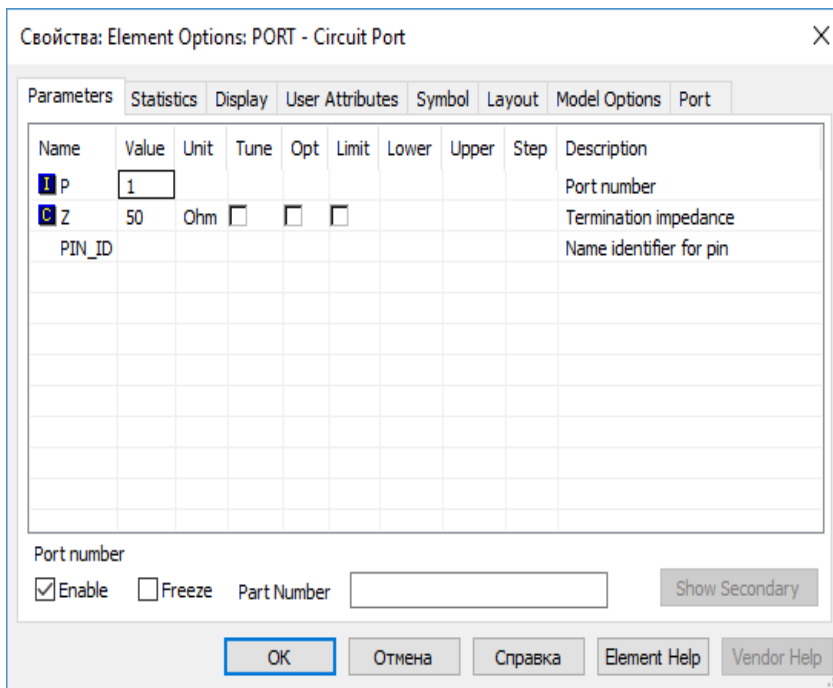 Свойства: Element Options: PORT - Circuit Port
Parameters Statistics Display User Attributes Symbol Layout Model Options Port
Name Value Unit Tune Opt Limit Lower Upper Step Description
I P 1 Port number
C Z 50 Ohm Termination impedance
PIN_ID Name identifier for pin
Port number
Enable Freeze Part Number Show Secondary
OK Отмена Справка Element Help Vendor Help